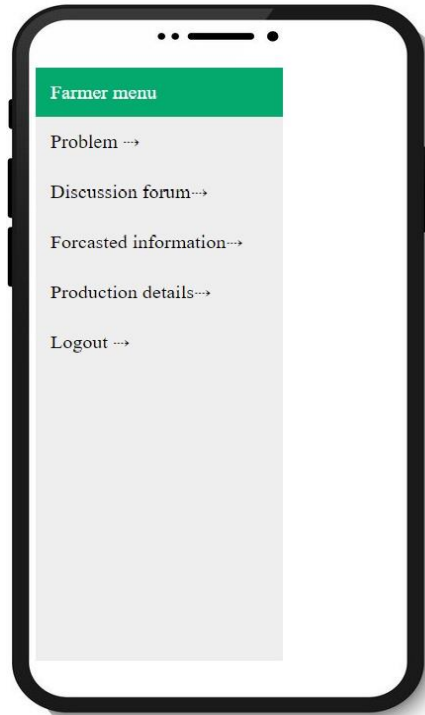 Farmer menu
Problem ⤏
Discussion forum⤏
Forcasted information⤏
Production details⤏
Logout ⤏